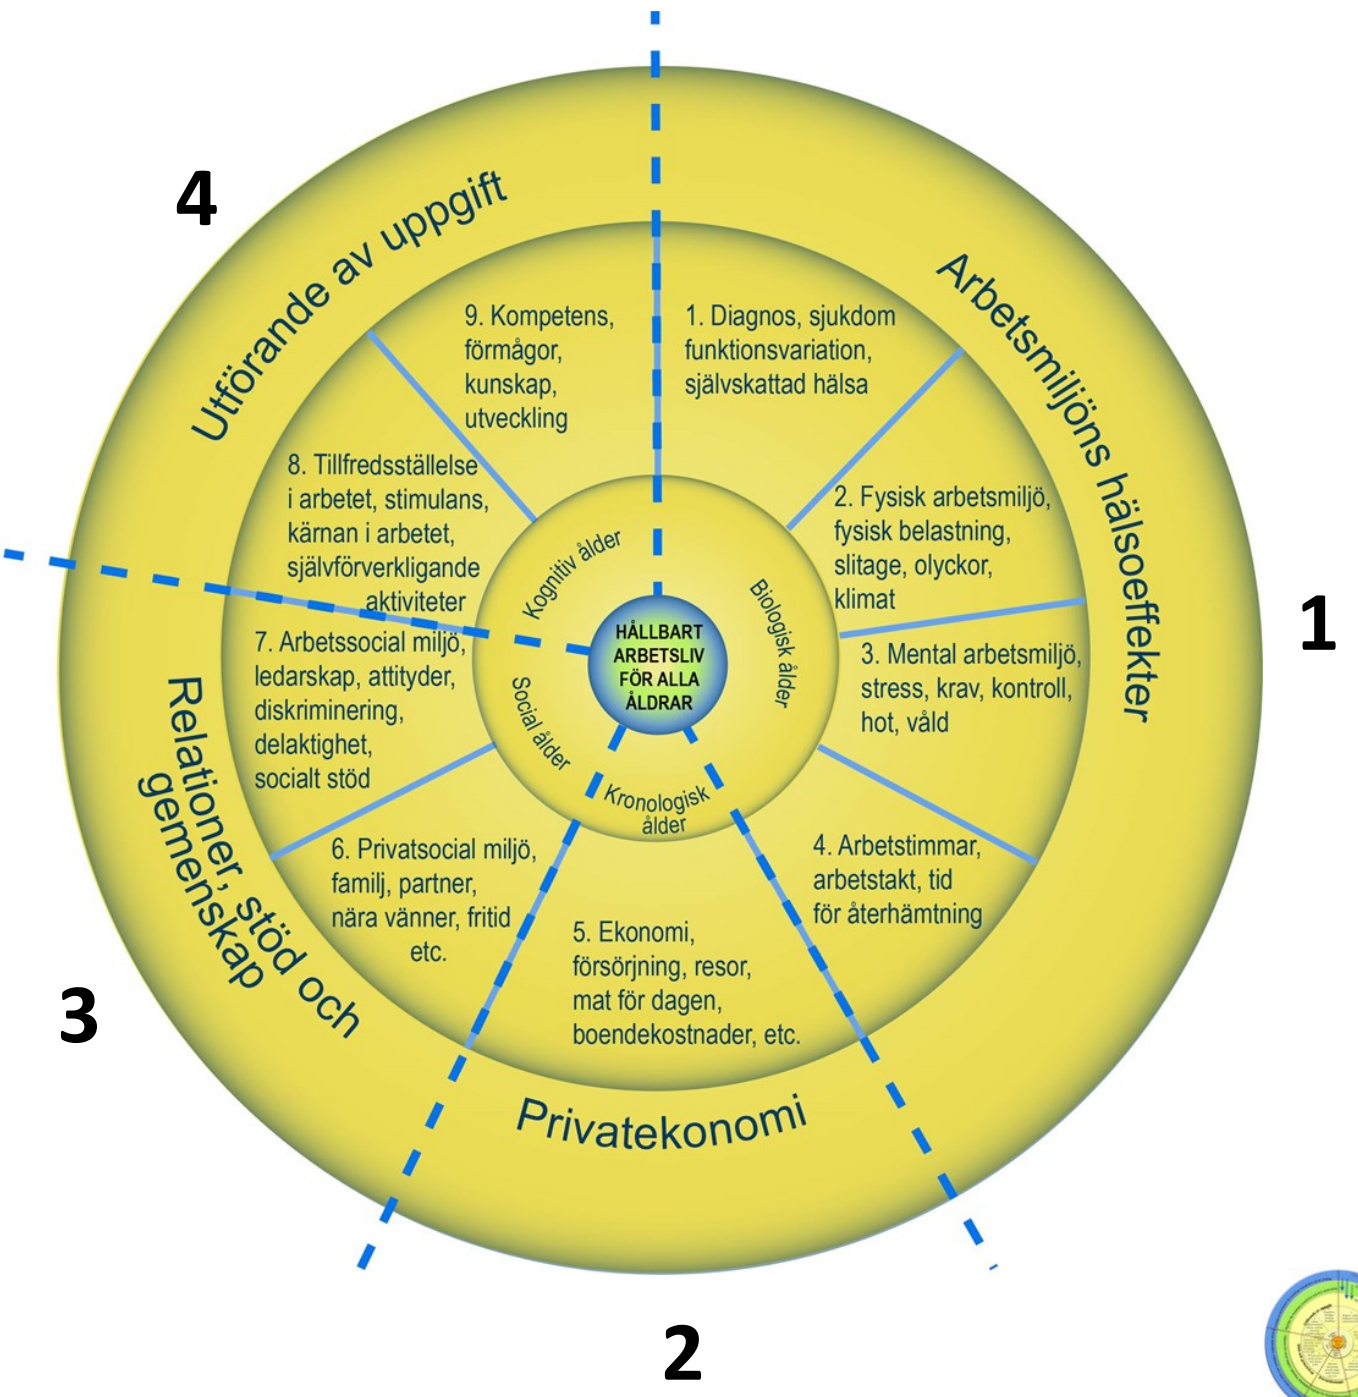 4
Utförande av uppgift
Arbetsmiljöns hälsoeffekter
1
Privatekonomi
2
Relationer, stöd och
gemenskap
3
9. Kompetens,
förmågor,
kunskap,
utveckling
1. Diagnos, sjukdom
funktionsvariation,
självskattad hälsa
8. Tillfredsställelse
i arbetet, stimulans,
kärnan i arbetet,
självförverkligande
aktiviteter
2. Fysisk arbetsmiljö,
fysisk belastning,
slitage, olyckor,
klimat
7. Arbetssocial miljö,
ledarskap, attityder,
diskriminering,
delaktighet,
socialt stöd
3. Mental arbetsmiljö,
stress, krav, kontroll,
hot, våld
6. Privatsocial miljö,
familj, partner,
nära vänner, fritid
etc.
4. Arbetstimmar,
arbetstakt, tid
för återhämtning
5. Ekonomi,
försörjning, resor,
mat för dagen,
boendekostnader, etc.
Kognitiv ålder
Biologisk ålder
Social ålder
Kronologisk
ålder
HÅLLBART
ARBETSLIV
FÖR ALLA
ÅLDRAR